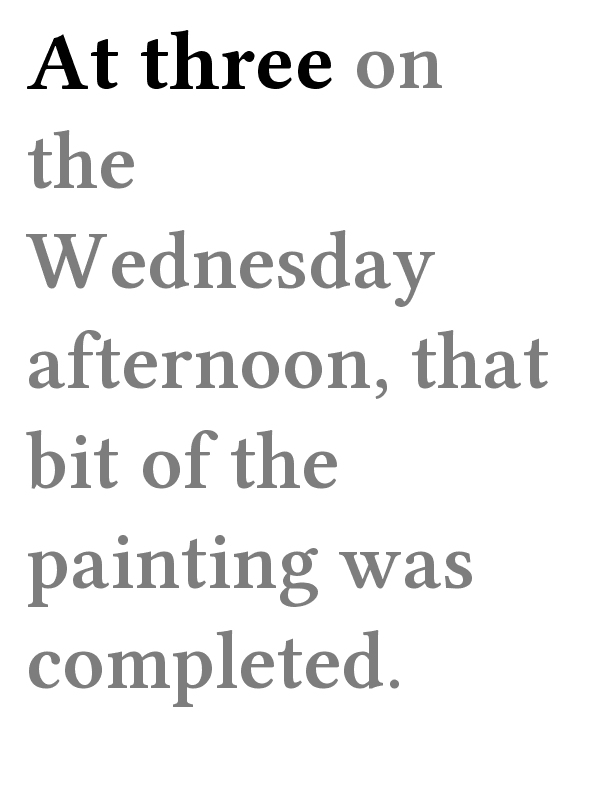 At three on
the
Wednesday
afternoon, that
bit of the
painting was
completed.